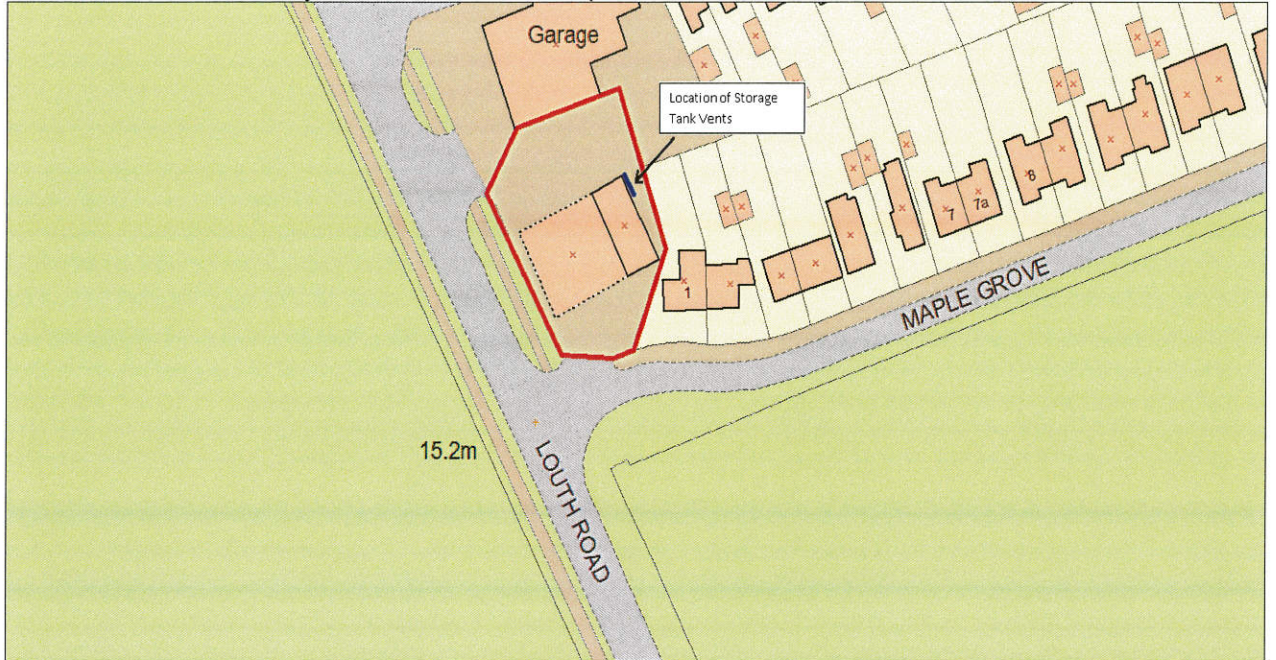 Garage
Location of Storage
Tank Vents
7
7a
8
1
MAPLE GROVE
15.2m
LOUTH ROAD